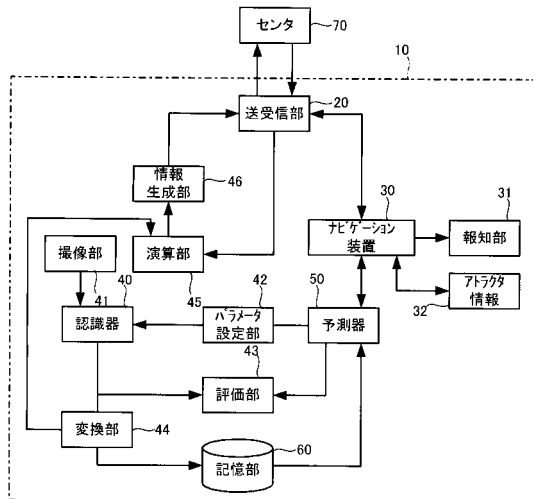 センタ
70
10
送受信部
20
情報
生成部
46
30
ナビゲーション
装置
31
報知部
撮像部
41
演算部
45
40
認識器
42
パラメータ
設定部
50
予測器
アトラクタ
情報
32
43
評価部
変換部
44
60
記憶部